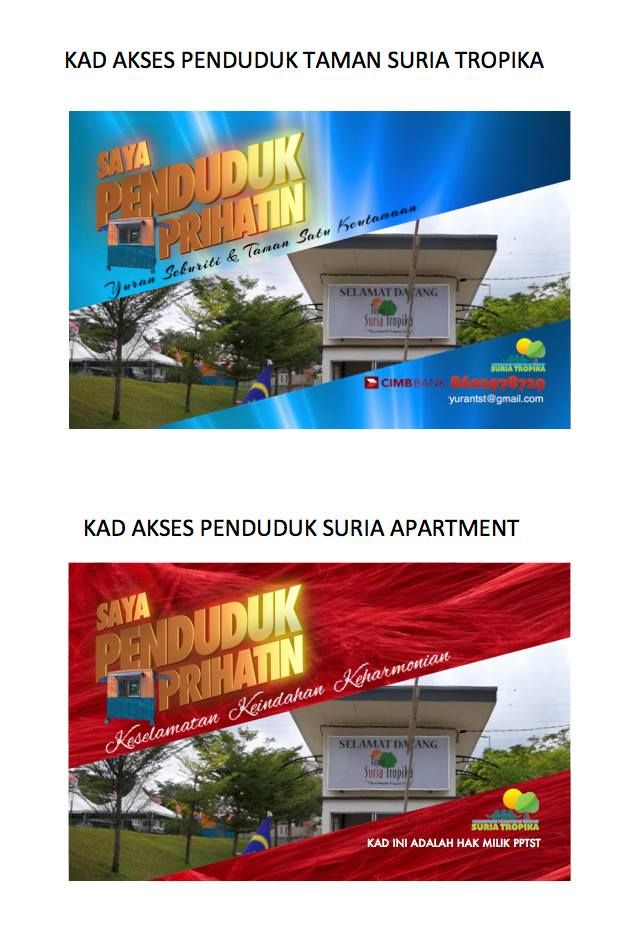 KAD AKSES PENDUDUK TAMAN SURIA TROPIKA
SAYA
PENDUDUK
PRIHATIN
Yuran Sekuriti & Taman Satu Keutamaan
SELAMAT DATANG
Taman
Suria Tropika
SURIA TROPIKA
CIMB BANK 8602978729
yurantst@gmail.com
KAD AKSES PENDUDUK SURIA APARTMENT
SAYA
PENDUDUK
PRIHATIN
Keselamatan Keindahan Keharmonian
SELAMAT DATANG
Taman
Suria Tropika
SURIA TROPIKA
KAD INI ADALAH HAK MILIK PPTST